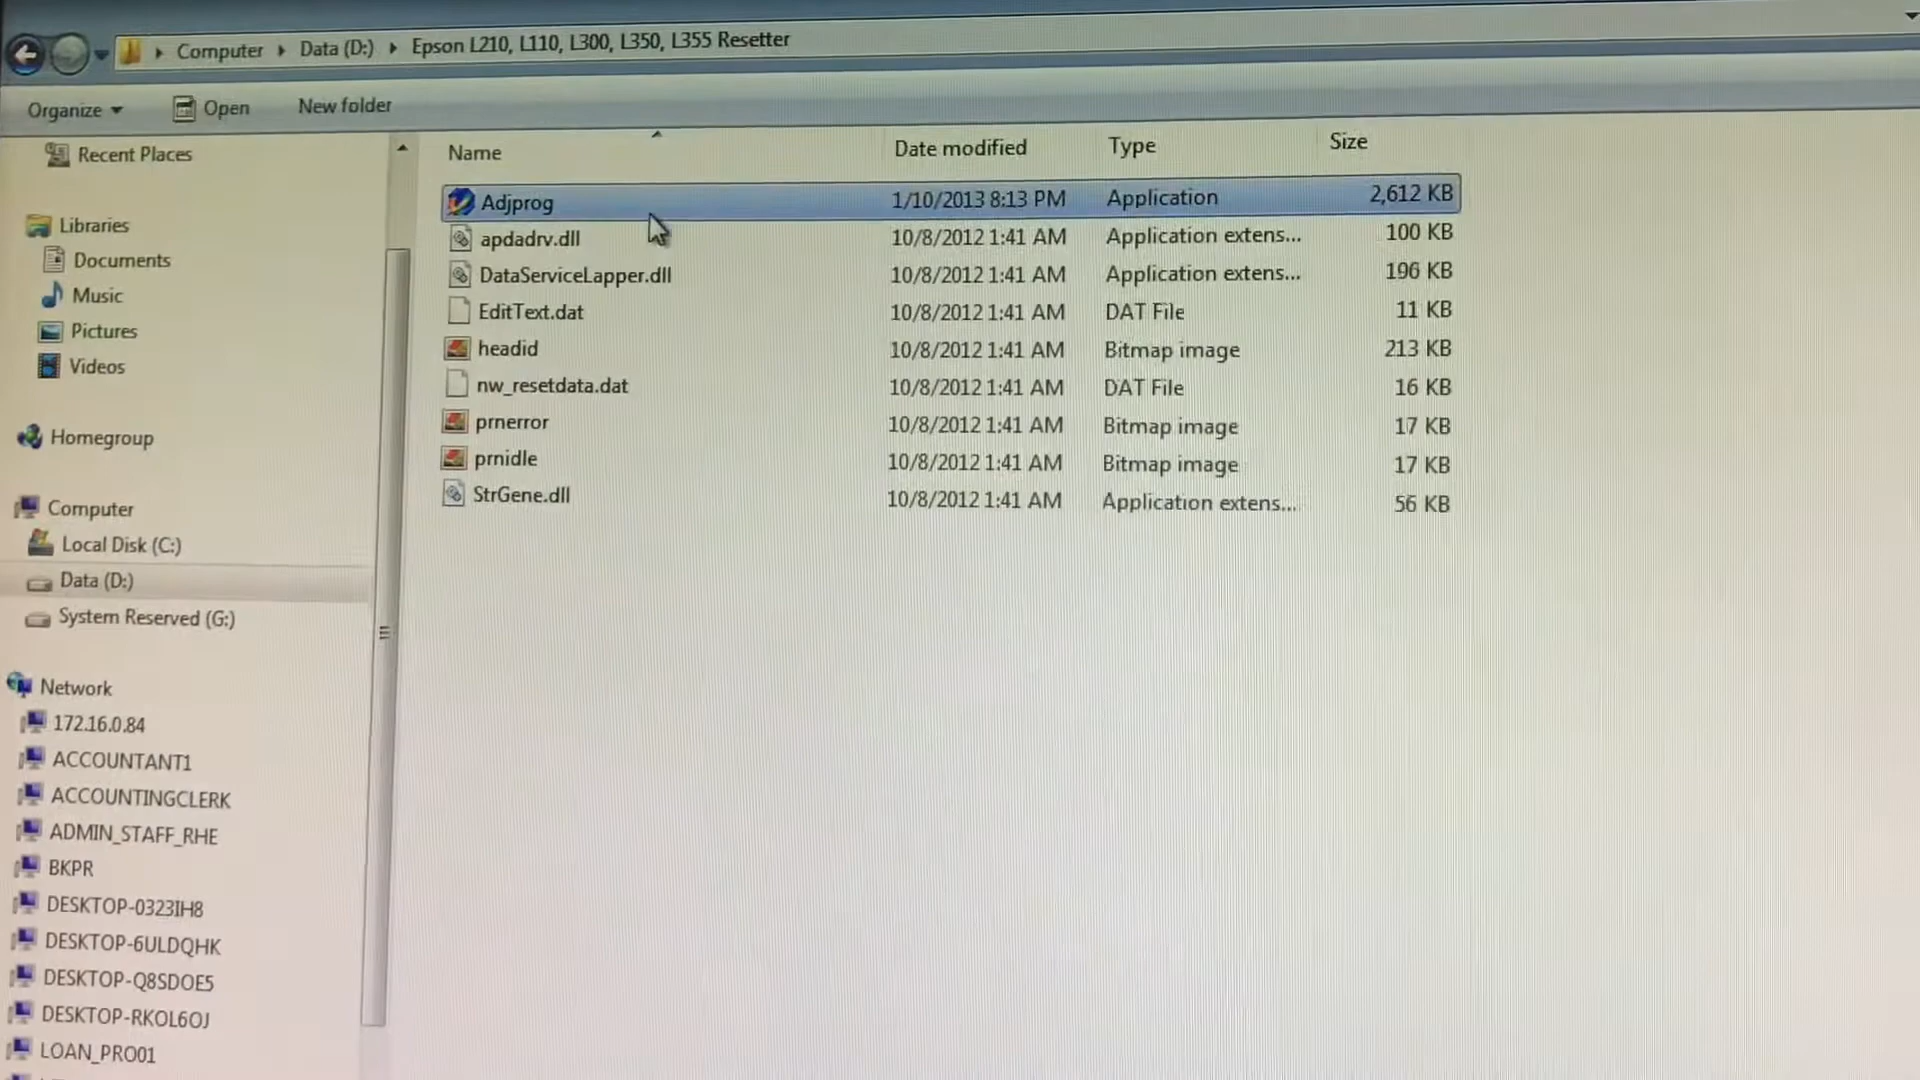 Computer Data (D:) Epson L210, L110, L300, L350, L355 Resetter
Organize Open New folder
Recent Places
Libraries
Documents
Music
Pictures
Videos
Homegroup
Computer
Local Disk (C:)
Data (D:)
System Reserved (G:)
Network
172.16.0.84
ACCOUNTANT1
ACCOUNTINGCLERK
ADMIN_STAFF_RHE
BKPR
DESKTOP-0323IH8
DESKTOP-6ULDQHK
DESKTOP-Q8SDOE5
DESKTOP-RKOL6OJ
LOAN_PRO01
Name Date modified Type Size
Adjprog 1/10/2013 8:13 PM Application 2,612 KB
apdadrv.dll 10/8/2012 1:41 AM Application extens... 100 KB
DataServiceLapper.dll 10/8/2012 1:41 AM Application extens... 196 KB
EditText.dat 10/8/2012 1:41 AM DAT File 11 KB
headid 10/8/2012 1:41 AM Bitmap image 213 KB
nw_resetdata.dat 10/8/2012 1:41 AM DAT File 16 KB
prnerror 10/8/2012 1:41 AM Bitmap image 17 KB
prnidle 10/8/2012 1:41 AM Bitmap image 17 KB
StrGene.dll 10/8/2012 1:41 AM Application extens... 56 KB